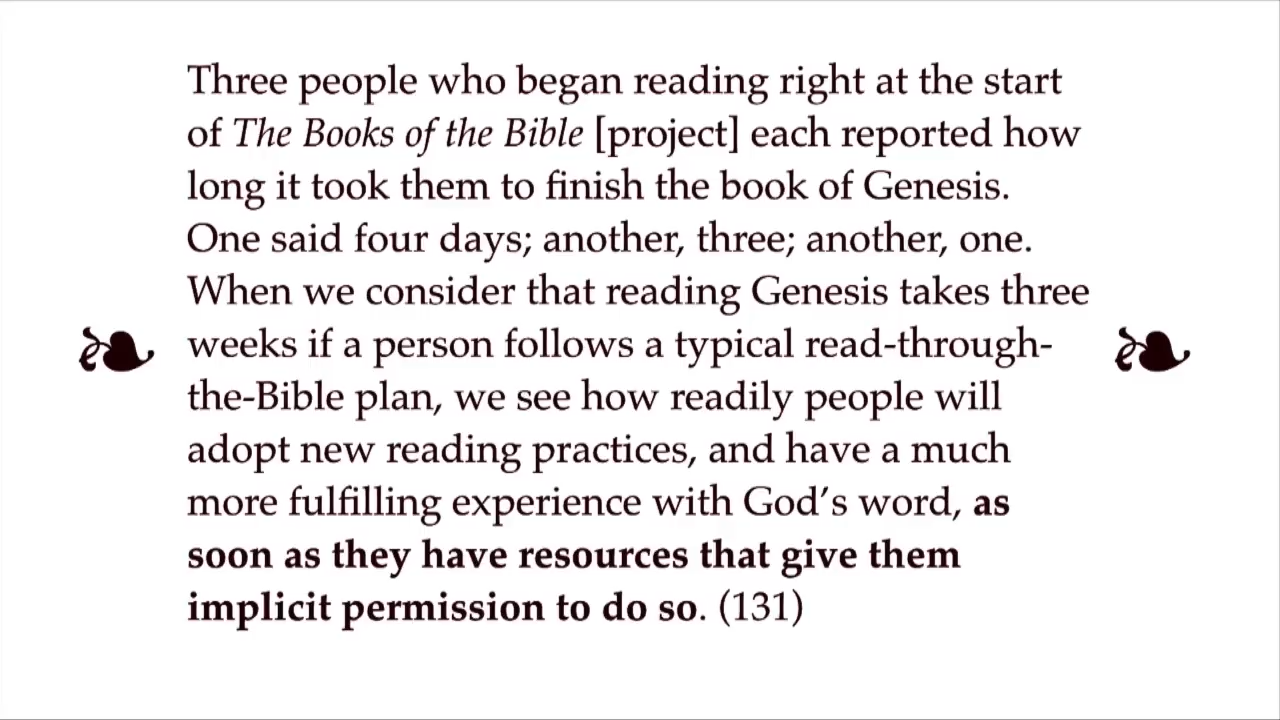 Three people who began reading right at the start
of The Books of the Bible [project] each reported how
long it took them to finish the book of Genesis.
One said four days; another, three; another, one.
When we consider that reading Genesis takes three
weeks if a person follows a typical read-through-
the-Bible plan, we see how readily people will
adopt new reading practices, and have a much
more fulfilling experience with God’s word, as
soon as they have resources that give them
implicit permission to do so. (131)